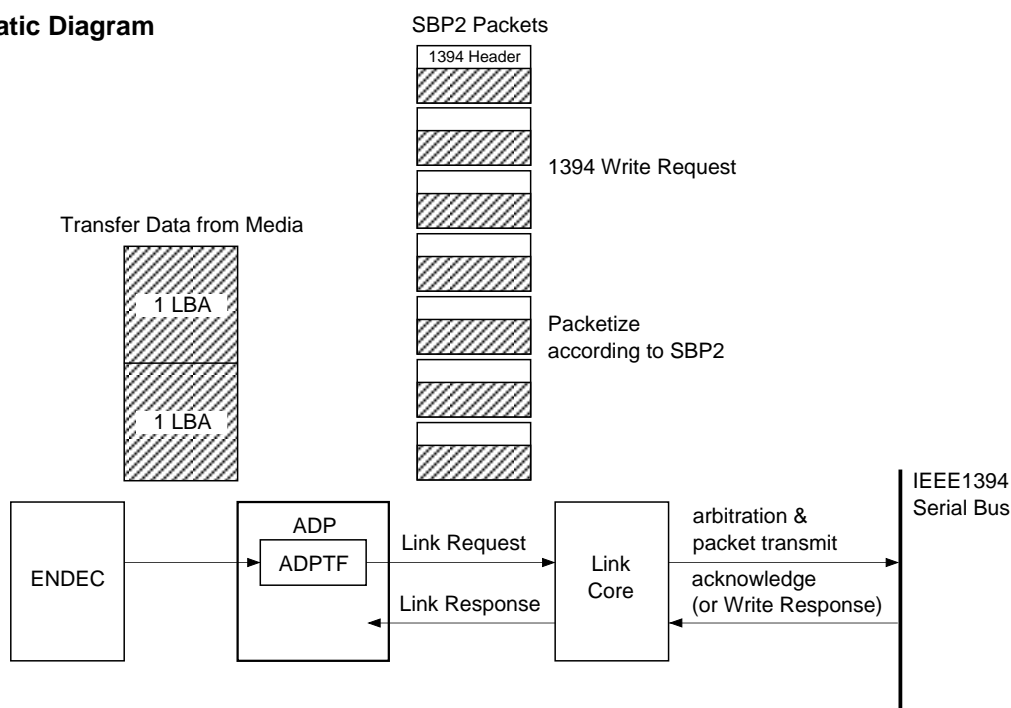 atic Diagram
SBP2 Packets
1394 Header
1394 Write Request
Transfer Data from Media
1 LBA
Packetize
according to SBP2
1 LBA
IEEE1394
Serial Bus
ENDEC
ADP
ADPTF
Link Request
Link Response
Link
Core
arbitration &
packet transmit
acknowledge
(or Write Response)